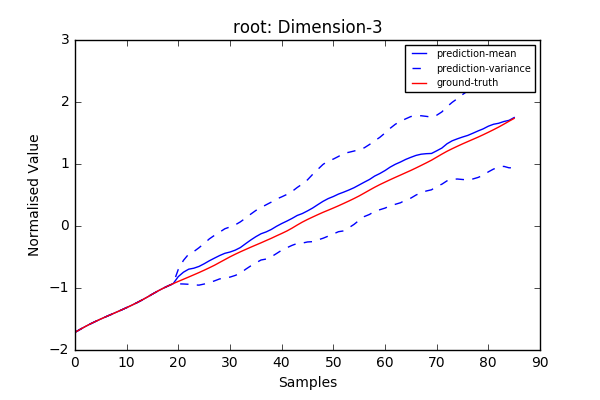 root: Dimension-3
prediction-mean
prediction-variance
ground-truth
3
2
1
0
−1
−2
Normalised Value
0 10 20 30 40 50 60 70 80 90
Samples